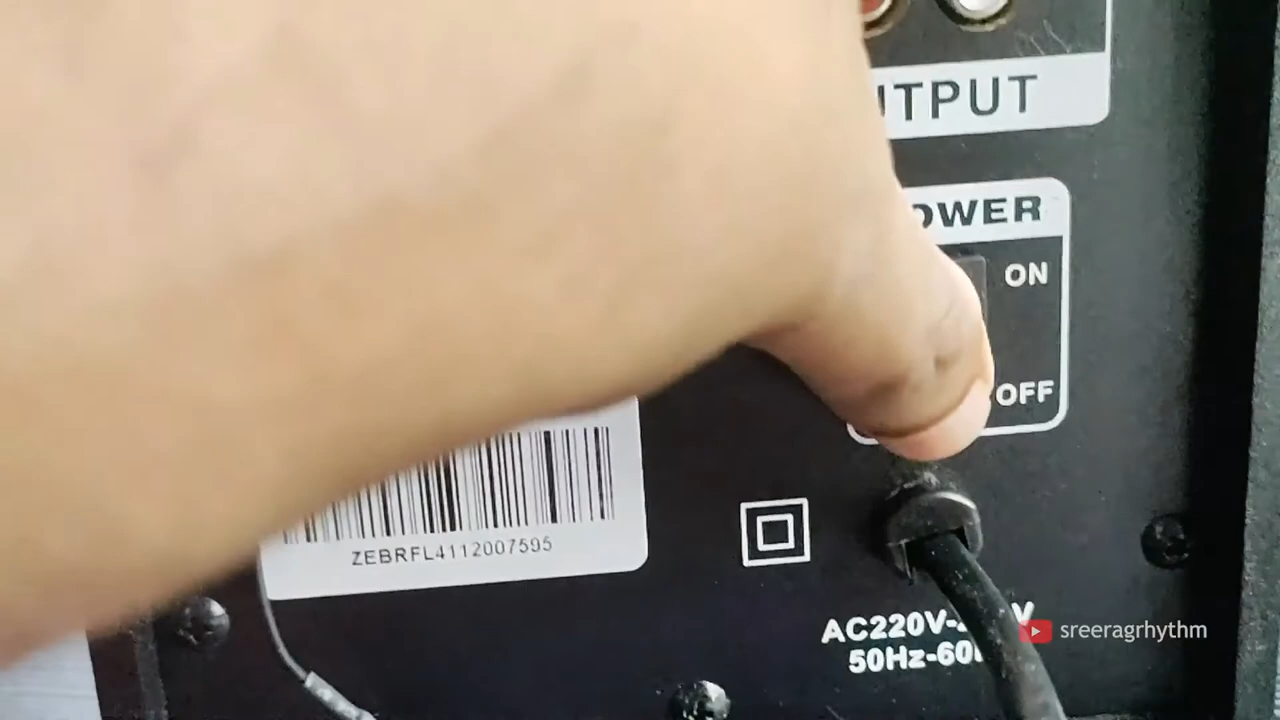 UTPUT
OWER
ON
OFF
ZEBRFL4112007595
AC220V-
50Hz-60
sreeragrhythm